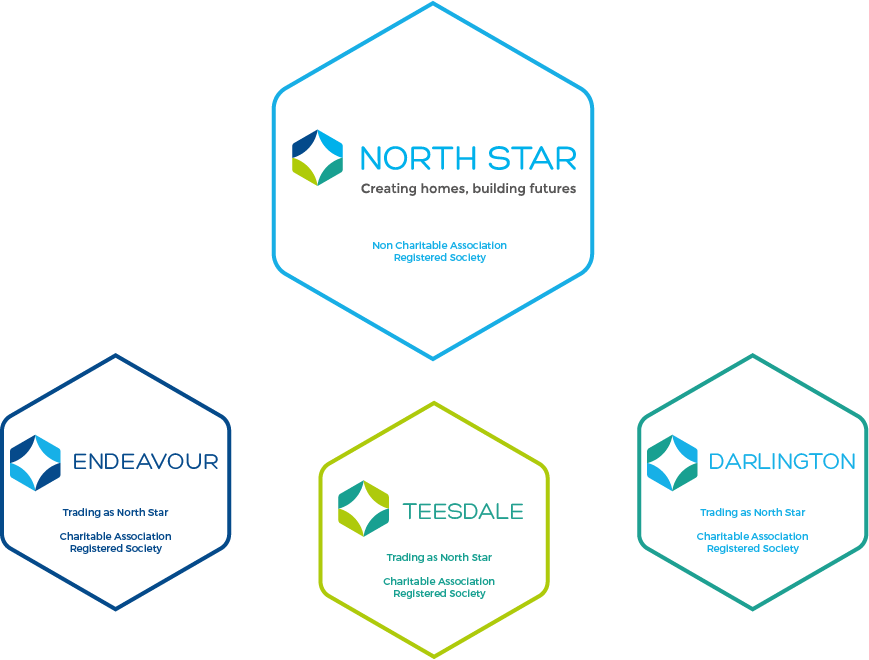 NORTH STAR
Creating homes, building futures
Non Charitable Association
Registered Society
ENDEAVOUR
Trading as North Star
Charitable Association
Registered Society
TEESDALE
Trading as North Star
Charitable Association
Registered Society
DARLINGTON
Trading as North Star
Charitable Association
Registered Society